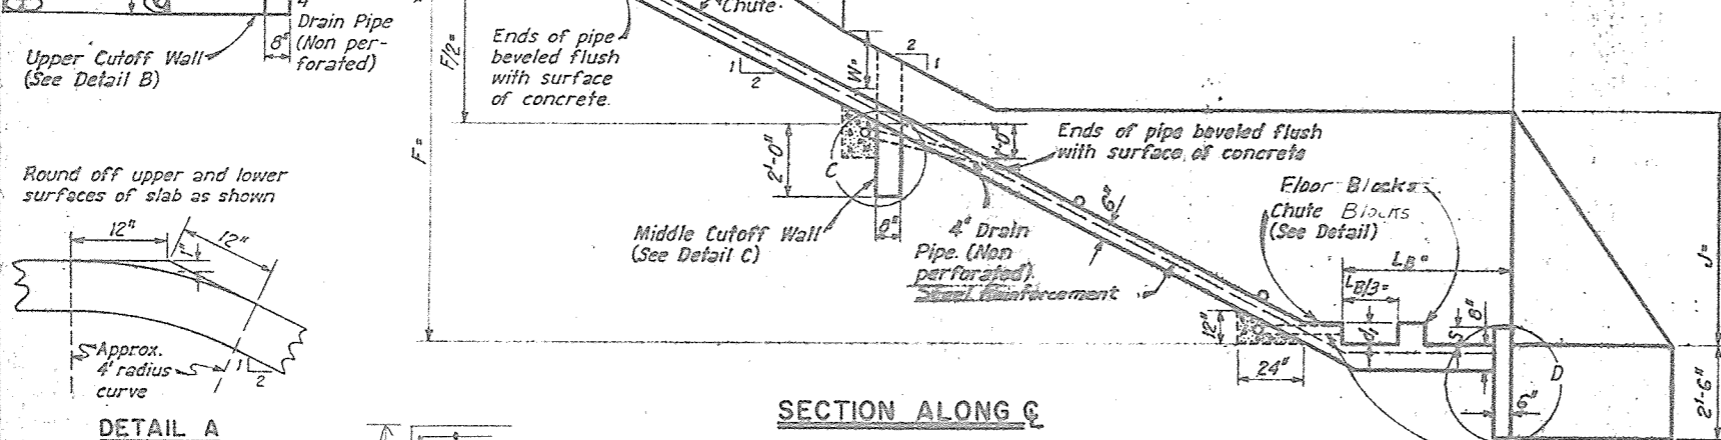 4"
Drain Pipe
(Non per-
forated)
8"
Upper Cutoff Wall
(See Detail B)
Round off upper and lower
surfaces of slab as shown
12"
12"
1"
Approx.
4' radius
curve
1
2
DETAIL A
F=
F/2=
Ends of pipe
beveled flush
with surface
of concrete.
Chute.
1
2
W=
2
1
2'-0"
C
1'-0"
8"
Middle Cutoff Wall
(See Detail C)
Ends of pipe beveled flush
with surface of concrete
6"
4" Drain
Pipe. (Non
perforated)
Steel Reinforcement
Floor Blocks
Chute Blocks
(See Detail)
LB=
LB/3=
d1
8"
S
12"
24"
D
6"
J=
2'-6"
SECTION ALONG ℄